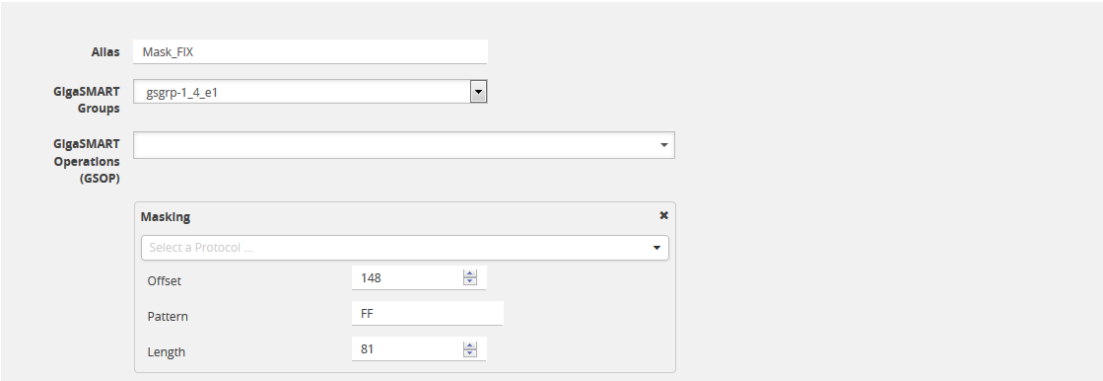 Alias Mask_FIX
GigaSMART gsgrp-1_4_e1
Groups
GigaSMART
Operations
(GSOP)
Masking
Select a Protocol ...
Offset 148
Pattern FF
Length 81